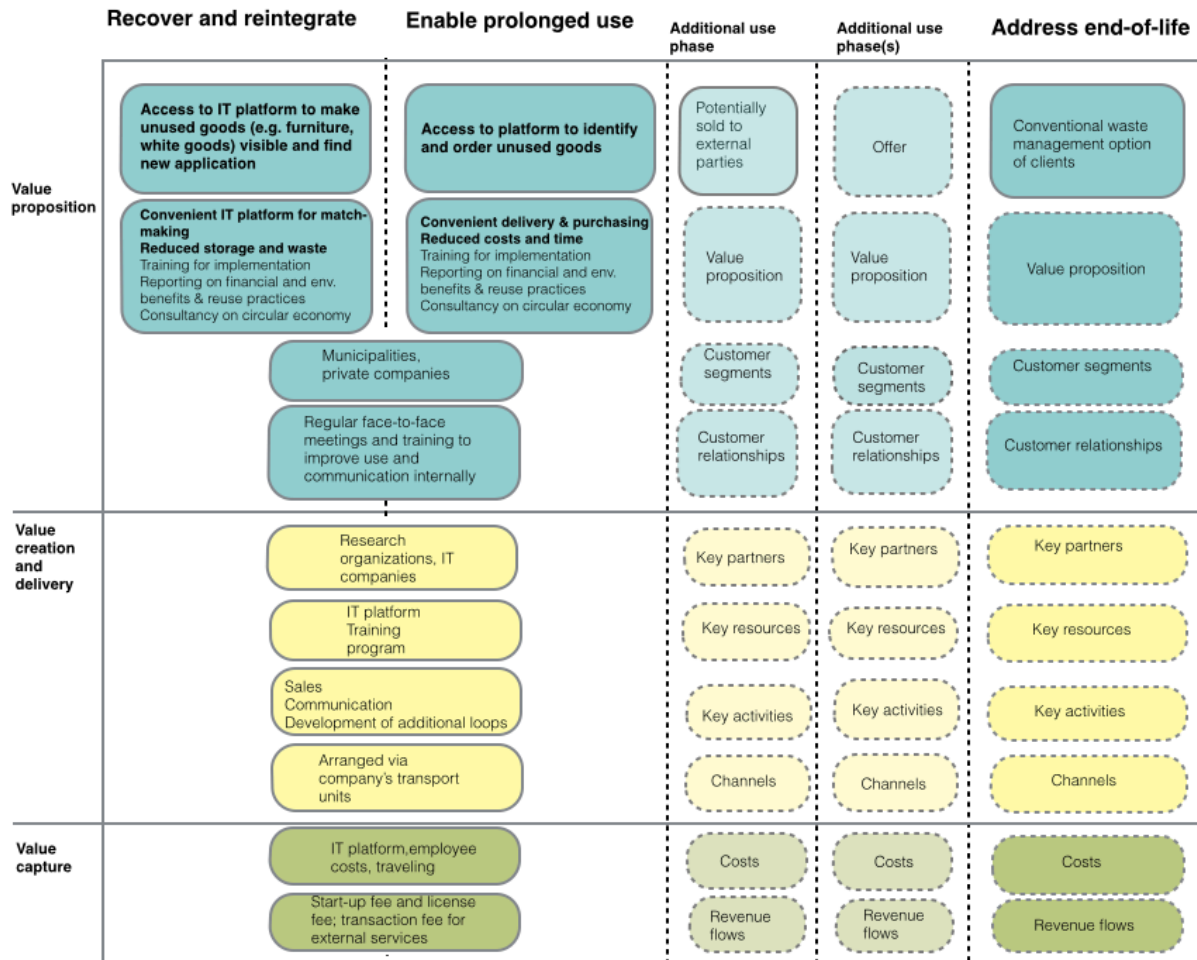 Recover and reintegrate
Enable prolonged use
Additional use
phase
Additional use
phase(s)
Address end-of-life
Value
proposition
Access to IT platform to make
unused goods (e.g. furniture,
white goods) visible and find
new application
Access to platform to identify
and order unused goods
Potentially
sold to
external
parties
Offer
Conventional waste
management option
of clients
Convenient IT platform for match-
making
Reduced storage and waste
Training for implementation
Reporting on financial and env.
benefits & reuse practices
Consultancy on circular economy
Convenient delivery & purchasing
Reduced costs and time
Training for implementation
Reporting on financial and env.
benefits & reuse practices
Consultancy on circular economy
Value
proposition
Value
proposition
Value proposition
Municipalities,
private companies
Customer
segments
Customer
segments
Customer segments
Regular face-to-face
meetings and training to
improve use and
communication internally
Customer
relationships
Customer
relationships
Customer relationships
Value
creation
and
delivery
Research
organizations, IT
companies
Key partners
Key partners
Key partners
IT platform
Training
program
Key resources
Key resources
Key resources
Sales
Communication
Development of additional loops
Key activities
Key activities
Key activities
Arranged via
company's transport
units
Channels
Channels
Channels
Value
capture
IT platform,employee
costs, traveling
Costs
Costs
Costs
Start-up fee and license
fee; transaction fee for
external services
Revenue
flows
Revenue
flows
Revenue flows